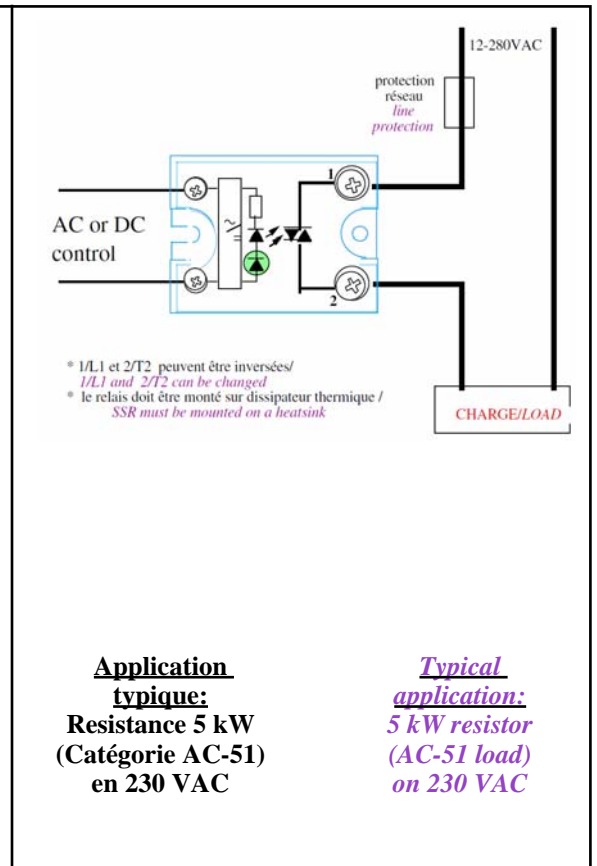 12-280VAC
protection
réseau
line
protection
1
AC or DC
control
2
* 1/L1 et 2/T2 peuvent être inversées/
1/L1 and 2/T2 can be changed
* le relais doit être monté sur dissipateur thermique /
SSR must be mounted on a heatsink
CHARGE/LOAD
Application
typique:
Resistance 5 kW
(Catégorie AC-51)
en 230 VAC
Typical
application:
5 kW resistor
(AC-51 load)
on 230 VAC